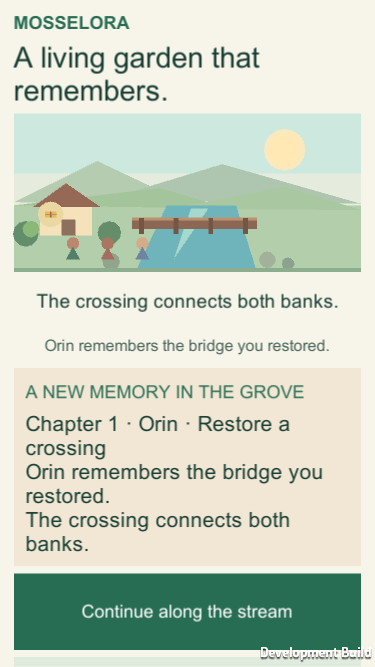 MOSSELORA
A living garden that
remembers.
The crossing connects both banks.
Orin remembers the bridge you restored.
A NEW MEMORY IN THE GROVE
Chapter 1 · Orin · Restore a
crossing
Orin remembers the bridge you
restored.
The crossing connects both
banks.
Continue along the stream
Development Build